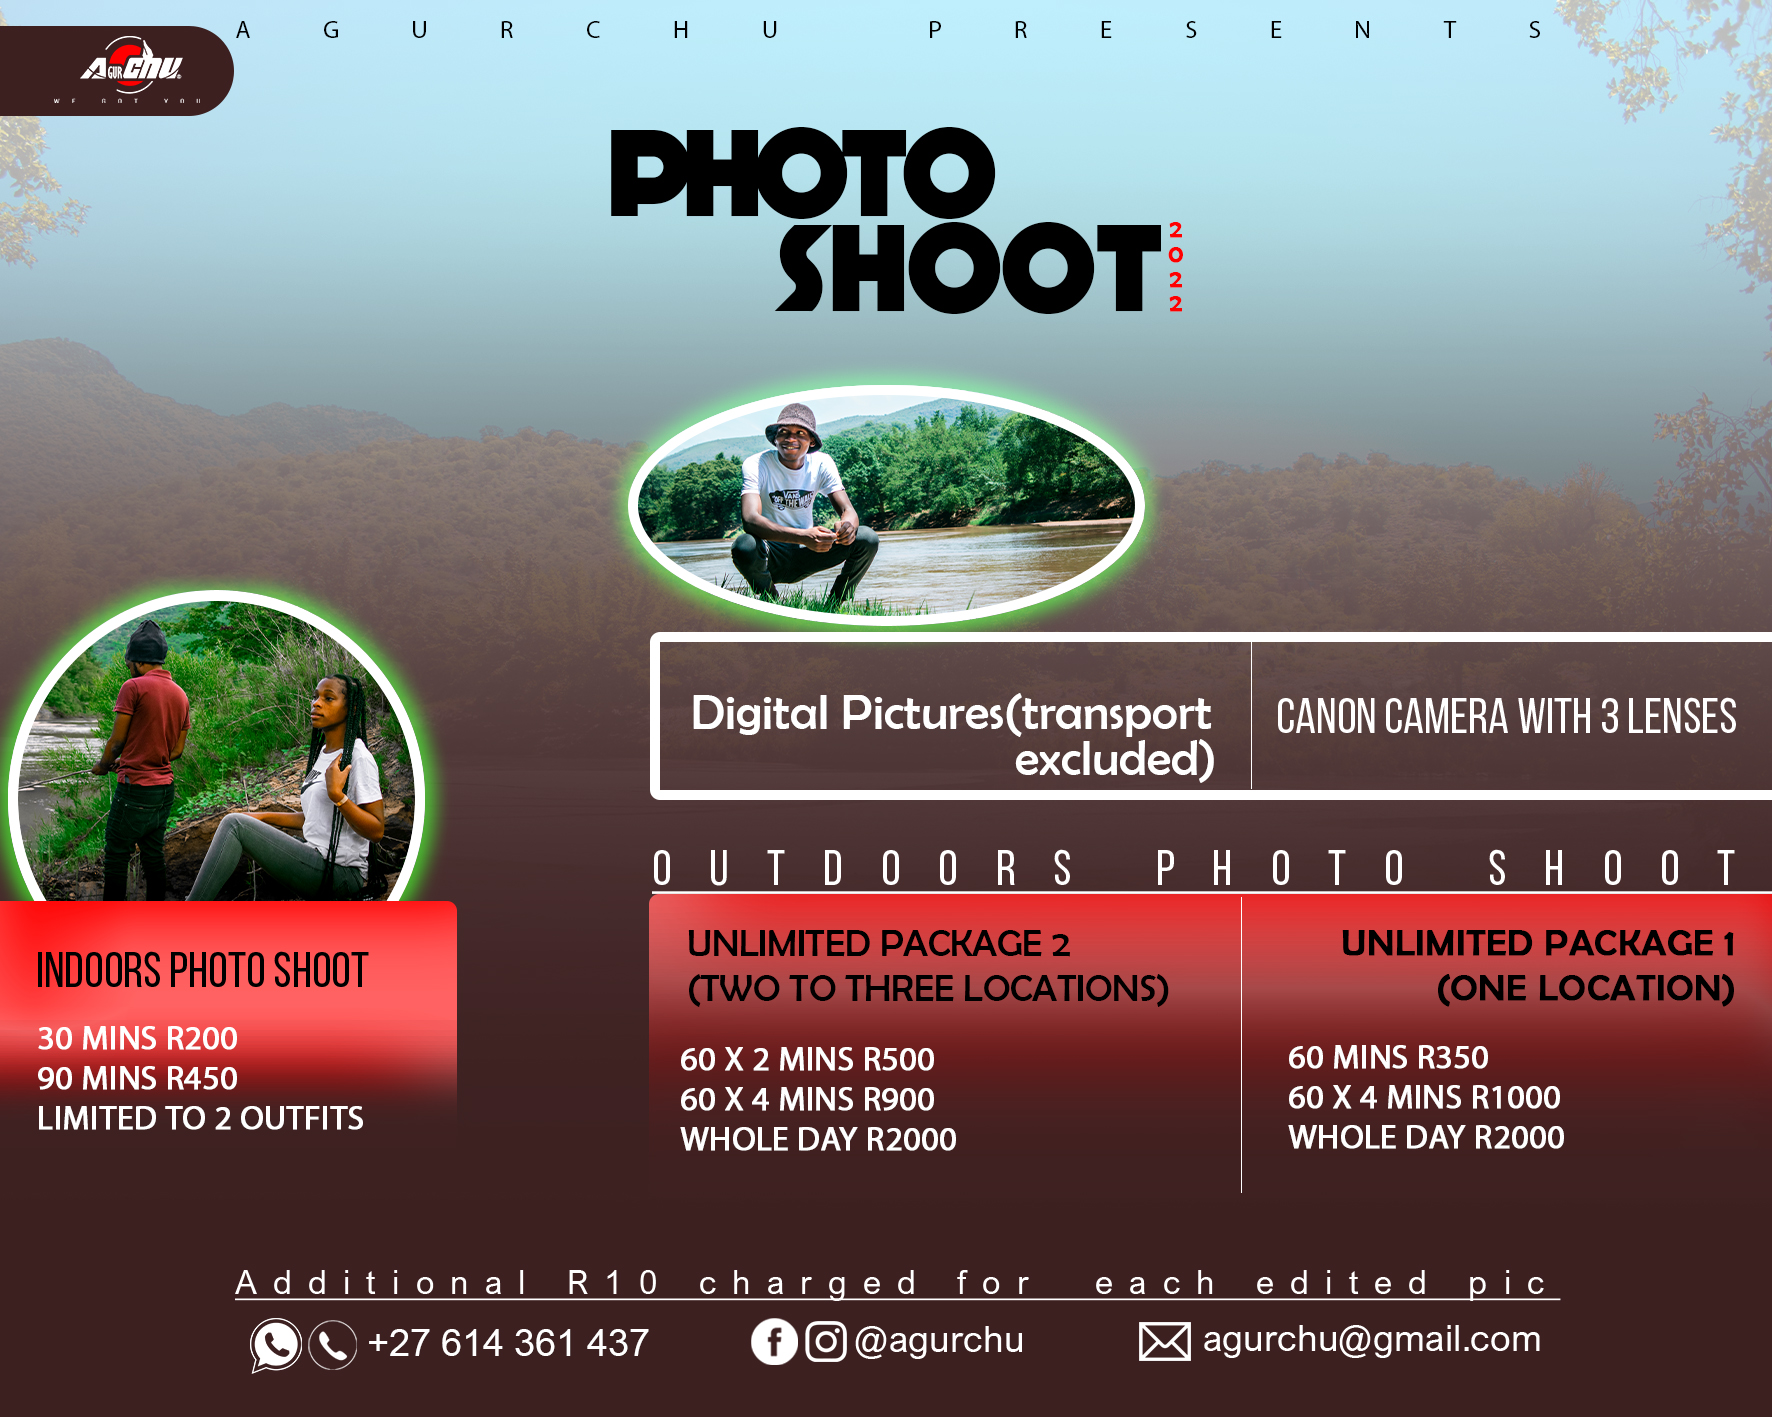 AGURCHU PRESENTS
AGURCHU
WE GOT YOU
PHOTO
SHOOT
2022
VANS
"OFF THE WALL"
Digital Pictures(transport
excluded)
CANON CAMERA WITH 3 LENSES
OUTDOORS PHOTO SHOOT
INDOORS PHOTO SHOOT
30 MINS R200
90 MINS R450
LIMITED TO 2 OUTFITS
UNLIMITED PACKAGE 2
(TWO TO THREE LOCATIONS)
60 X 2 MINS R500
60 X 4 MINS R900
WHOLE DAY R2000
UNLIMITED PACKAGE 1
(ONE LOCATION)
60 MINS R350
60 X 4 MINS R1000
WHOLE DAY R2000
Additional R10 charged for each edited pic
+27 614 361 437
@agurchu
agurchu@gmail.com